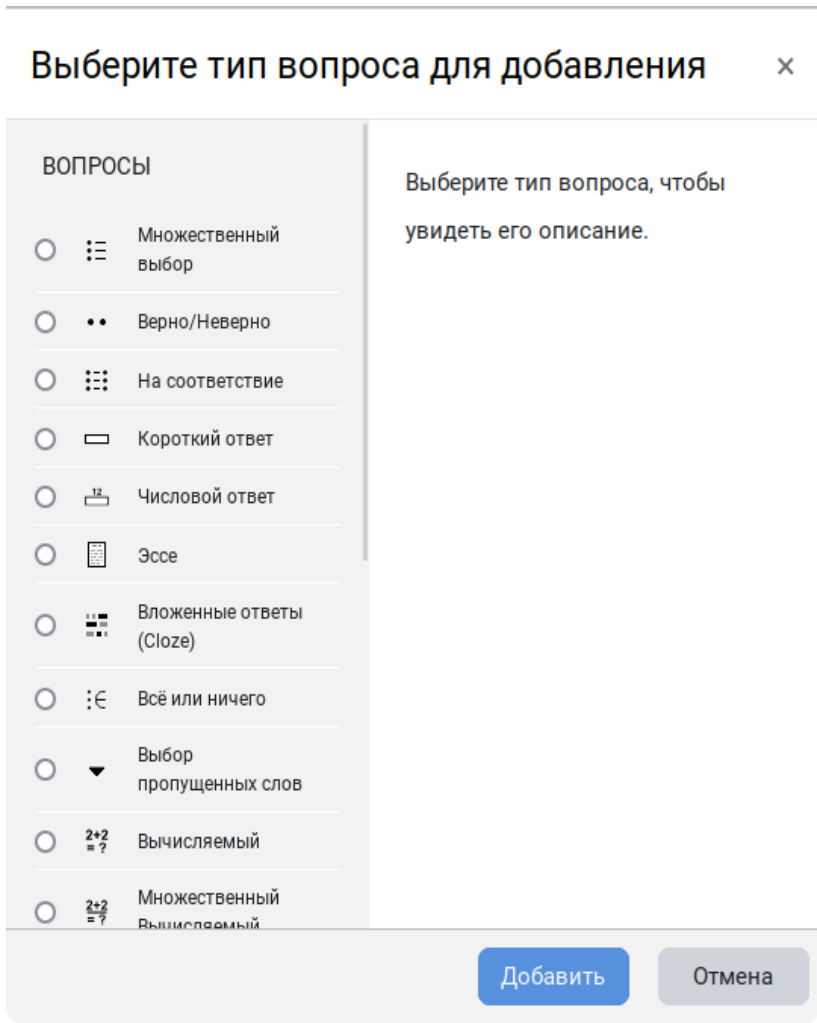 Выберите тип вопроса для добавления
×
ВОПРОСЫ
Множественный
выбор
Верно/Неверно
На соответствие
Короткий ответ
12
Числовой ответ
Эссе
Вложенные ответы
(Cloze)
Всё или ничего
Выбор
пропущенных слов
2+2
= ?
Вычисляемый
2+2
= ?
Множественный
Вычисляемый
Выберите тип вопроса, чтобы
увидеть его описание.
Добавить
Отмена